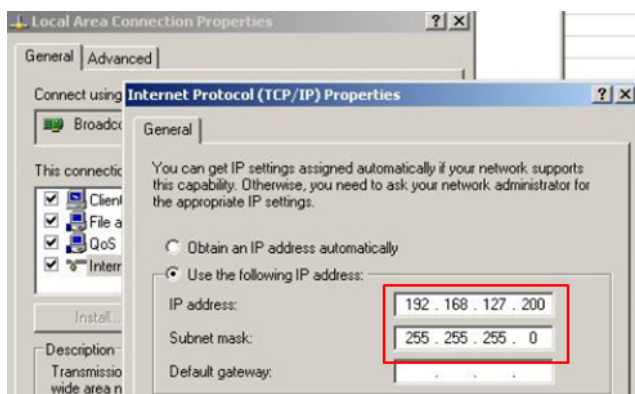 Local Area Connection Properties
General
Advanced
Connect using
This connectic
Client
File a
QoS
Interr
Install...
Description
Transmissio
wide area n
Internet Protocol (TCP/IP) Properties
General
You can get IP settings assigned automatically if your network supports
this capability. Otherwise, you need to ask your network administrator for
the appropriate IP settings.
Obtain an IP address automatically
Use the following IP address:
IP address:
192 . 168 . 127 . 200
Subnet mask:
255 . 255 . 255 . 0
Default gateway:
. . .